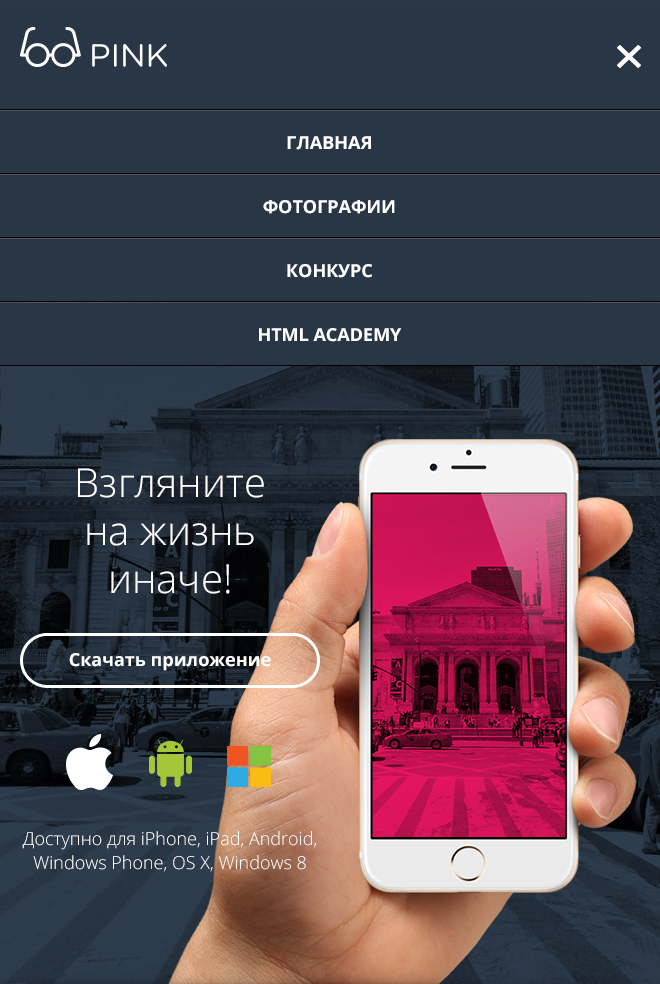 PINK
ГЛАВНАЯ
ФОТОГРАФИИ
КОНКУРС
HTML ACADEMY
Взгляните
на жизнь
иначе!
Скачать приложение
Доступно для iPhone, iPad, Android,
Windows Phone, OS X, Windows 8